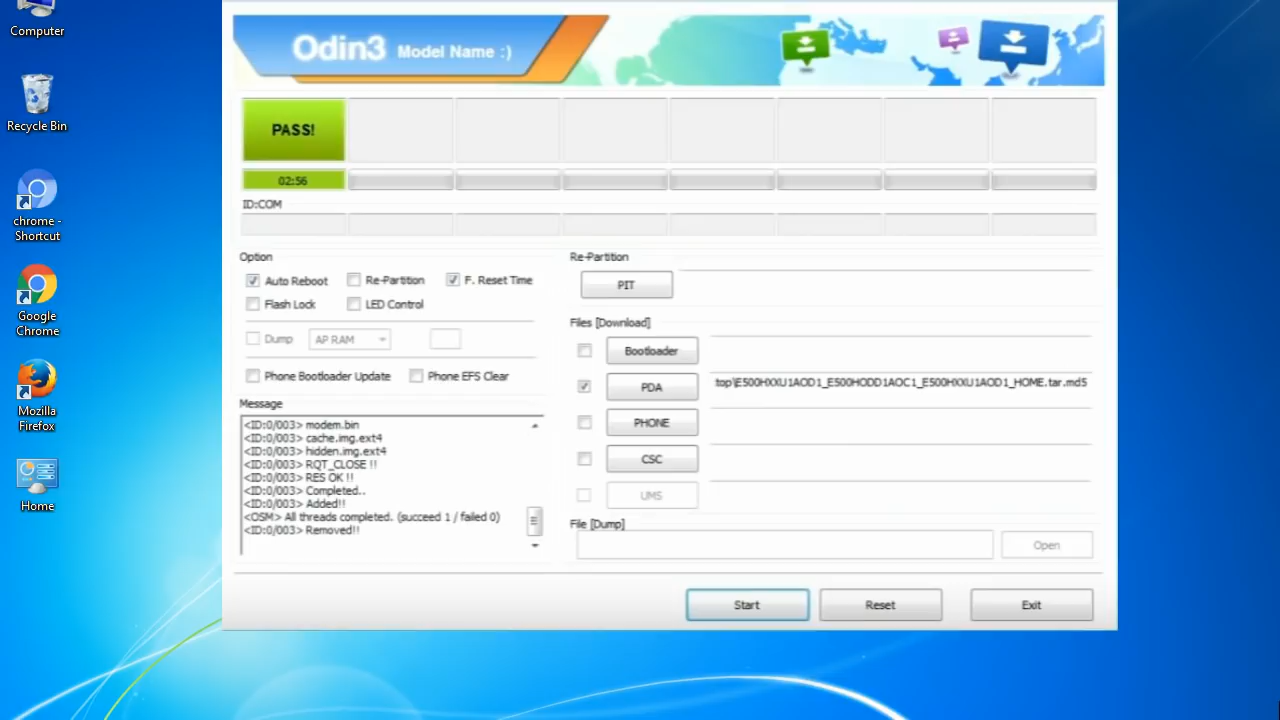 Computer
Recycle Bin
chrome - Shortcut
Google Chrome
Mozilla Firefox
Home
Odin3 Model Name :)
PASS!
02:56
ID:COM
Option
Auto Reboot
Re-Partition
F. Reset Time
Flash Lock
LED Control
Dump
AP RAM
Phone Bootloader Update
Phone EFS Clear
Message
<ID:0/003> modem.bin
<ID:0/003> cache.img.ext4
<ID:0/003> hidden.img.ext4
<ID:0/003> RQT_CLOSE !!
<ID:0/003> RES OK !!
<ID:0/003> Completed..
<ID:0/003> Added!!
<OSM> All threads completed. (succeed 1 / failed 0)
<ID:0/003> Removed!!
Re-Partition
PIT
Files [Download]
Bootloader
PDA
top\E500HXXU1AOD1_E500HODD1AOC1_E500HXXU1AOD1_HOME.tar.md5
PHONE
CSC
UMS
File [Dump]
Open
Start
Reset
Exit